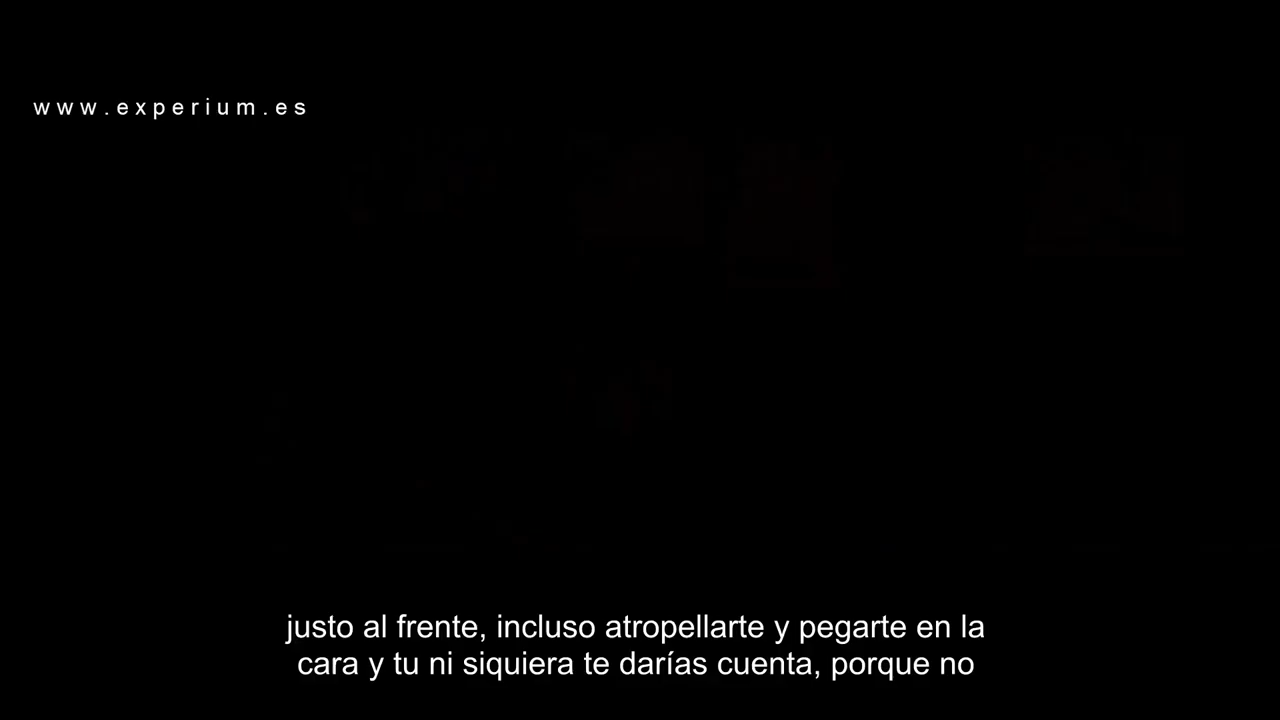 www.experium.es
justo al frente, incluso atropellarte y pegarte en la
cara y tu ni siquiera te darías cuenta, porque no